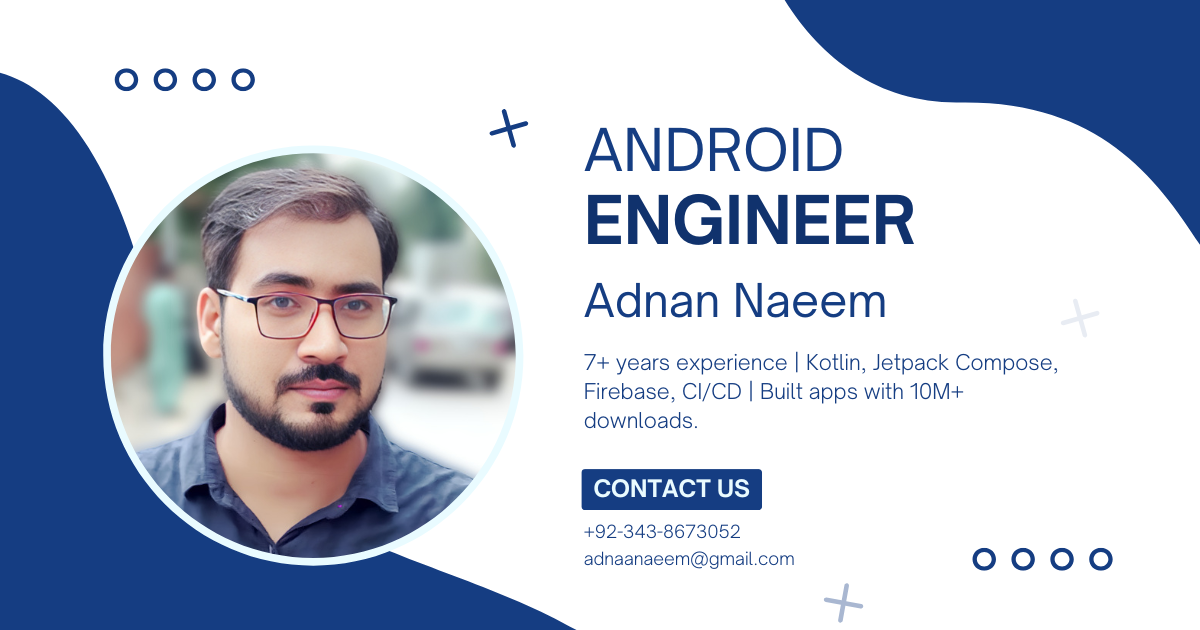 ANDROID
ENGINEER
Adnan Naeem
7+ years experience | Kotlin, Jetpack Compose,
Firebase, CI/CD | Built apps with 10M+
downloads.
CONTACT US
+92-343-8673052
adnaanaeem@gmail.com